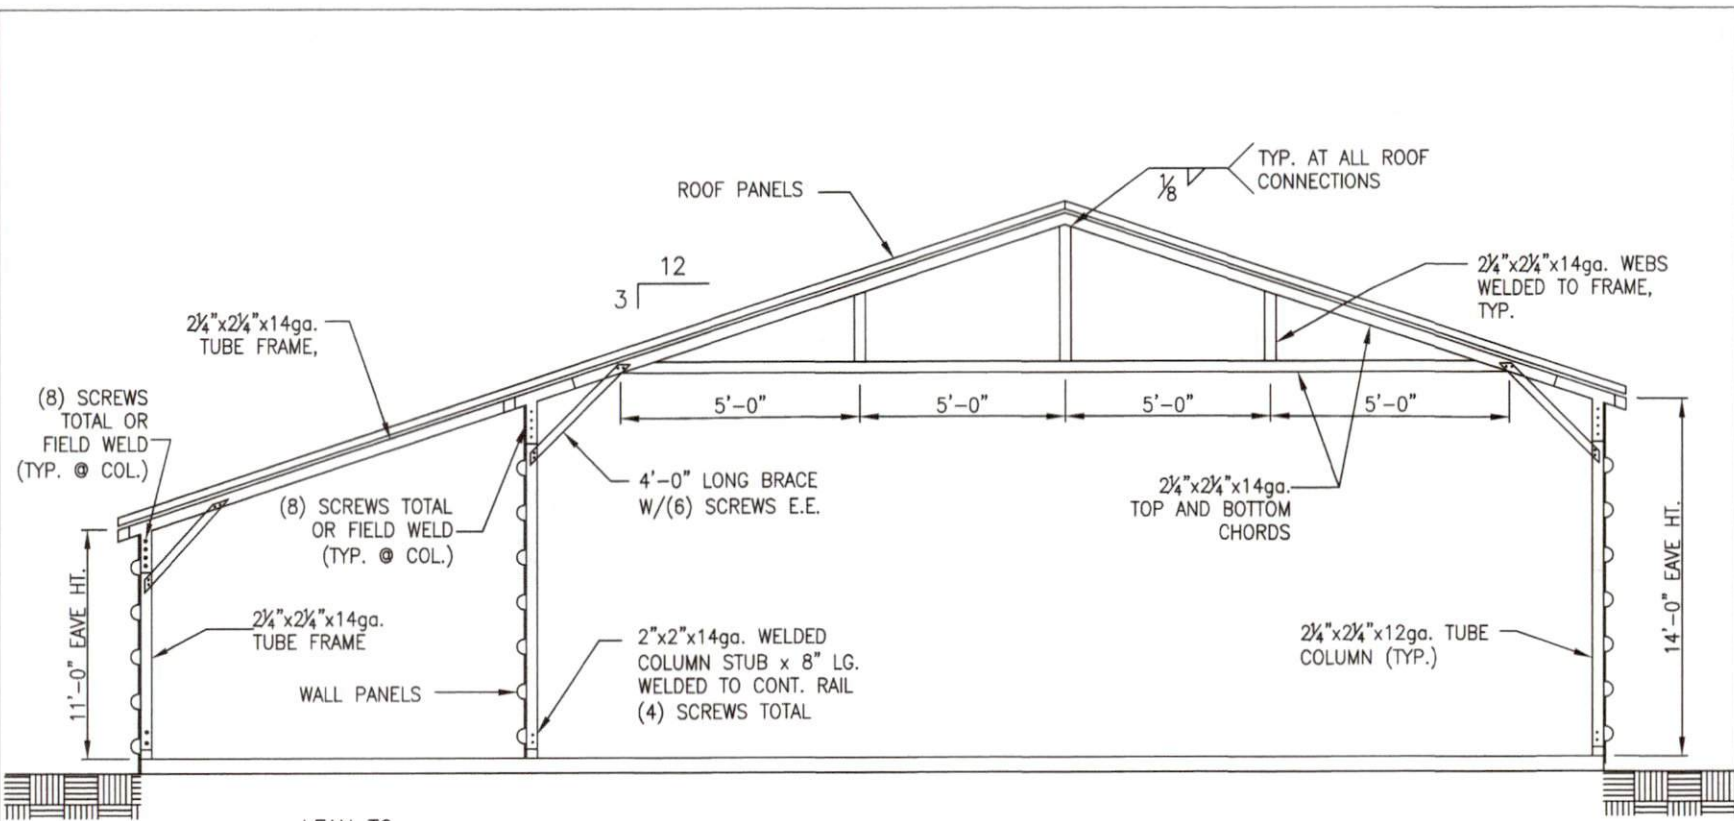 ROOF PANELS
TYP. AT ALL ROOF
CONNECTIONS
1/8
12
3
2¼"x2¼"x14ga. WEBS
WELDED TO FRAME,
TYP.
2¼"x2¼"x14ga.
TUBE FRAME,
(8) SCREWS
TOTAL OR
FIELD WELD
(TYP. @ COL.)
5'-0"
5'-0"
5'-0"
5'-0"
4'-0" LONG BRACE
W/(6) SCREWS E.E.
(8) SCREWS TOTAL
OR FIELD WELD
(TYP. @ COL.)
2¼"x2¼"x14ga.
TOP AND BOTTOM
CHORDS
11'-0" EAVE HT.
14'-0" EAVE HT.
2¼"x2¼"x14ga.
TUBE FRAME
2"x2"x14ga. WELDED
COLUMN STUB x 8" LG.
WELDED TO CONT. RAIL
(4) SCREWS TOTAL
2¼"x2¼"x12ga. TUBE
COLUMN (TYP.)
WALL PANELS